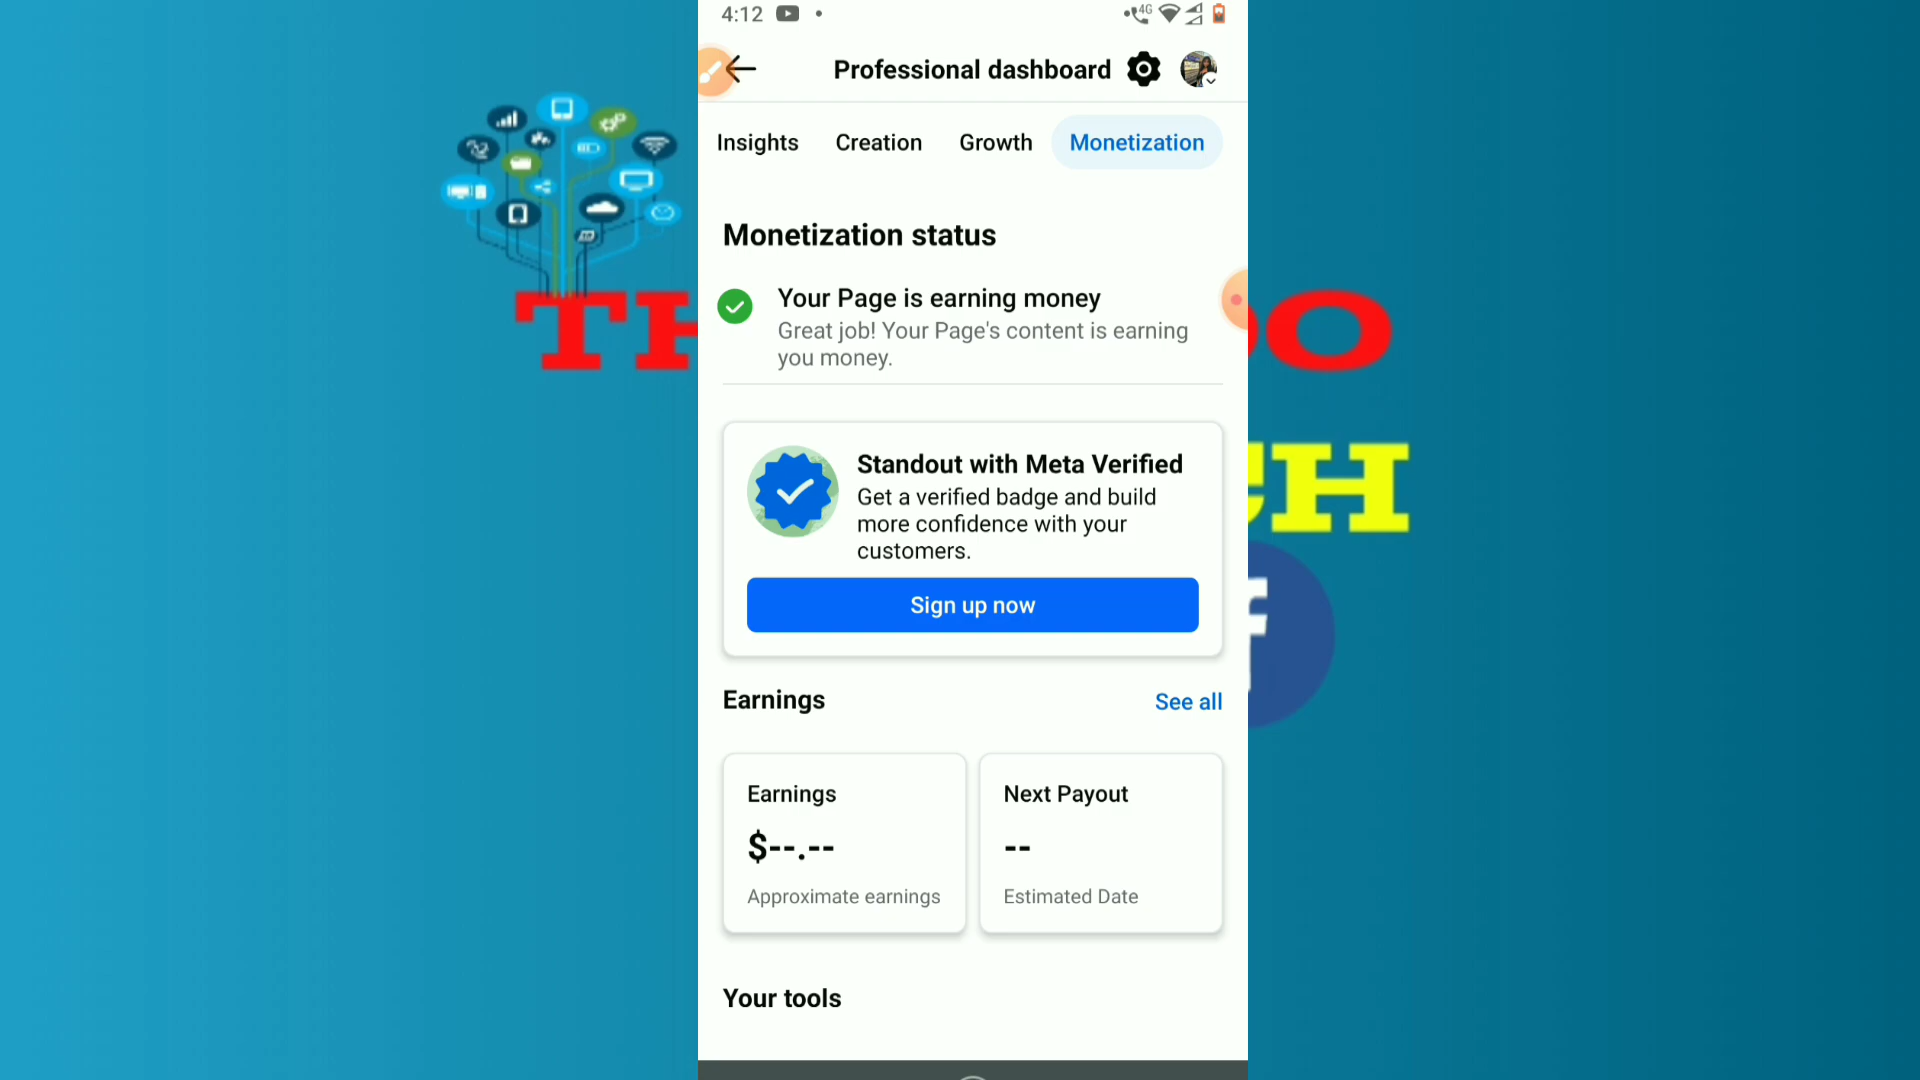 4:12
4G
Professional dashboard
Insights Creation Growth Monetization
Monetization status
Your Page is earning money
Great job! Your Page's content is earning
you money.
Standout with Meta Verified
Get a verified badge and build
more confidence with your
customers.
Sign up now
Earnings See all
Earnings
$--.--
Approximate earnings
Next Payout
--
Estimated Date
Your tools